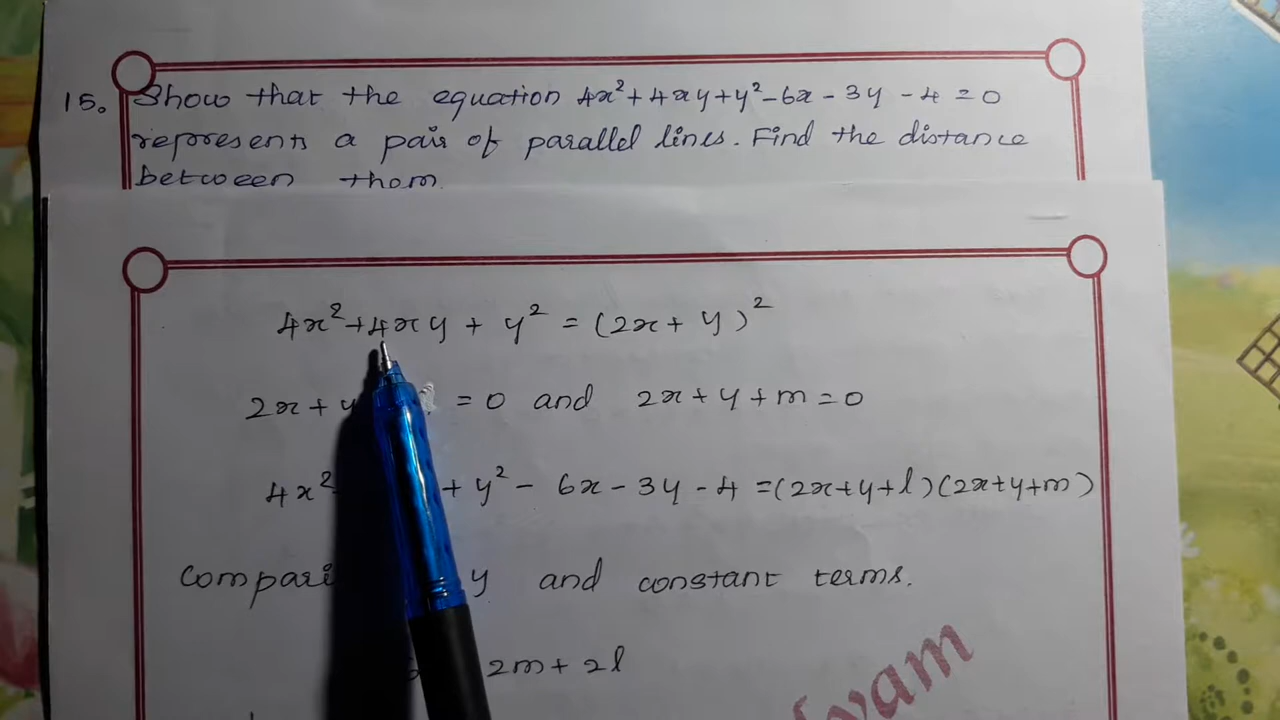 15. Show that the equation 4x²+4xy+y²-6x-3y-4=0
represents a pair of parallel lines. Find the distance
between them.
4x²+4xy+y²=(2x+y)²
2x+y =0 and 2x+y+m=0
4x² +y²-6x-3y-4=(2x+y+l)(2x+y+m)
y and constant terms.
2m+2l